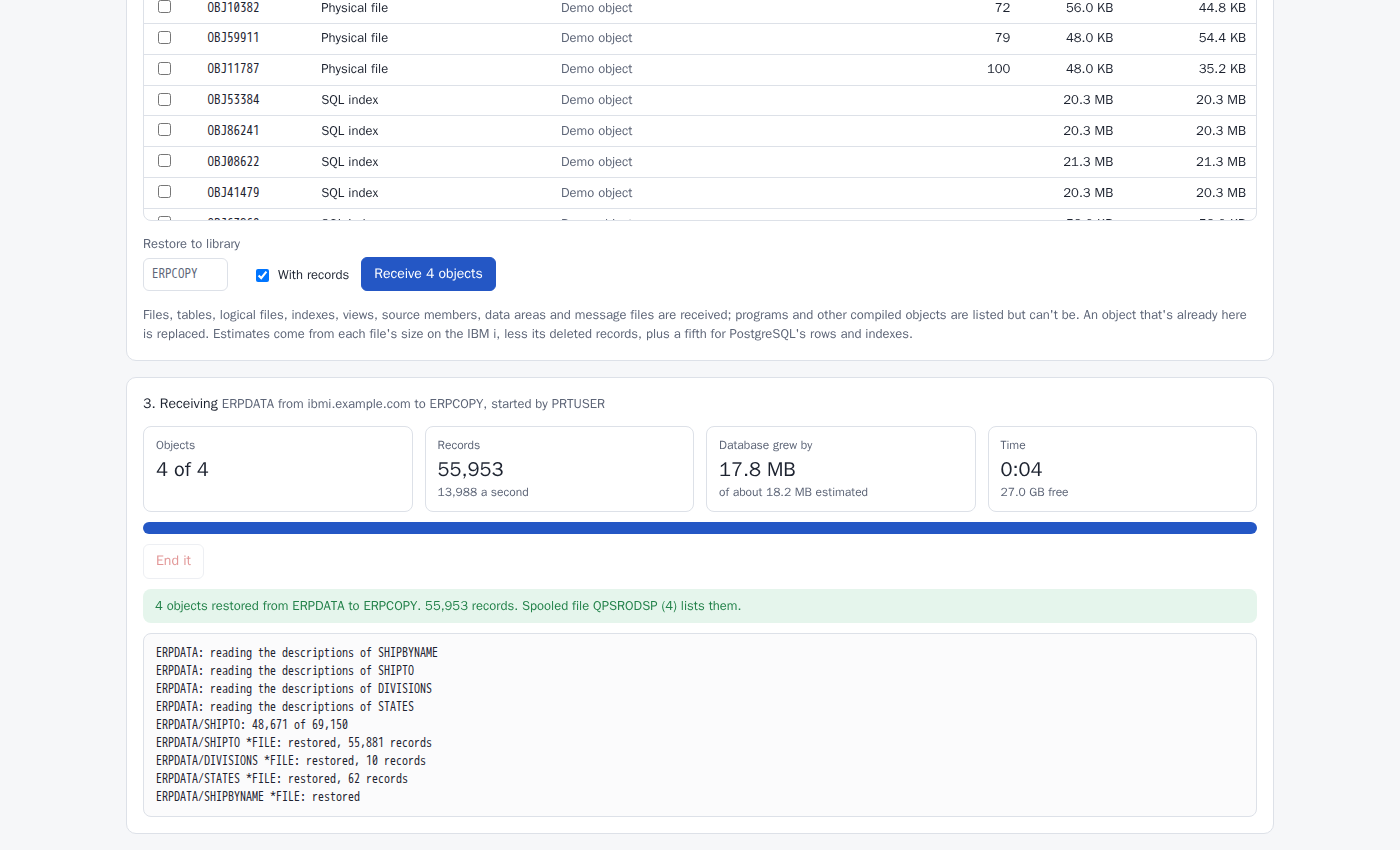 OBJ10382 Physical file Demo object 72 56.0 KB 44.8 KB
OBJ59911 Physical file Demo object 79 48.0 KB 54.4 KB
OBJ11787 Physical file Demo object 100 48.0 KB 35.2 KB
OBJ53384 SQL index Demo object 20.3 MB 20.3 MB
OBJ86241 SQL index Demo object 20.3 MB 20.3 MB
OBJ08622 SQL index Demo object 21.3 MB 21.3 MB
OBJ41479 SQL index Demo object 20.3 MB 20.3 MB
Restore to library
ERPCOPY With records Receive 4 objects
Files, tables, logical files, indexes, views, source members, data areas and message files are received; programs and other compiled objects are listed but can't be. An object that's already here
is replaced. Estimates come from each file's size on the IBM i, less its deleted records, plus a fifth for PostgreSQL's rows and indexes.
3. Receiving ERPDATA from ibmi.example.com to ERPCOPY, started by PRTUSER
Objects Records Database grew by Time
4 of 4 55,953 17.8 MB 0:04
13,988 a second of about 18.2 MB estimated 27.0 GB free
End it
4 objects restored from ERPDATA to ERPCOPY. 55,953 records. Spooled file QPSRODSP (4) lists them.
ERPDATA: reading the descriptions of SHIPBYNAME
ERPDATA: reading the descriptions of SHIPTO
ERPDATA: reading the descriptions of DIVISIONS
ERPDATA: reading the descriptions of STATES
ERPDATA/SHIPTO: 48,671 of 69,150
ERPDATA/SHIPTO *FILE: restored, 55,881 records
ERPDATA/DIVISIONS *FILE: restored, 10 records
ERPDATA/STATES *FILE: restored, 62 records
ERPDATA/SHIPBYNAME *FILE: restored